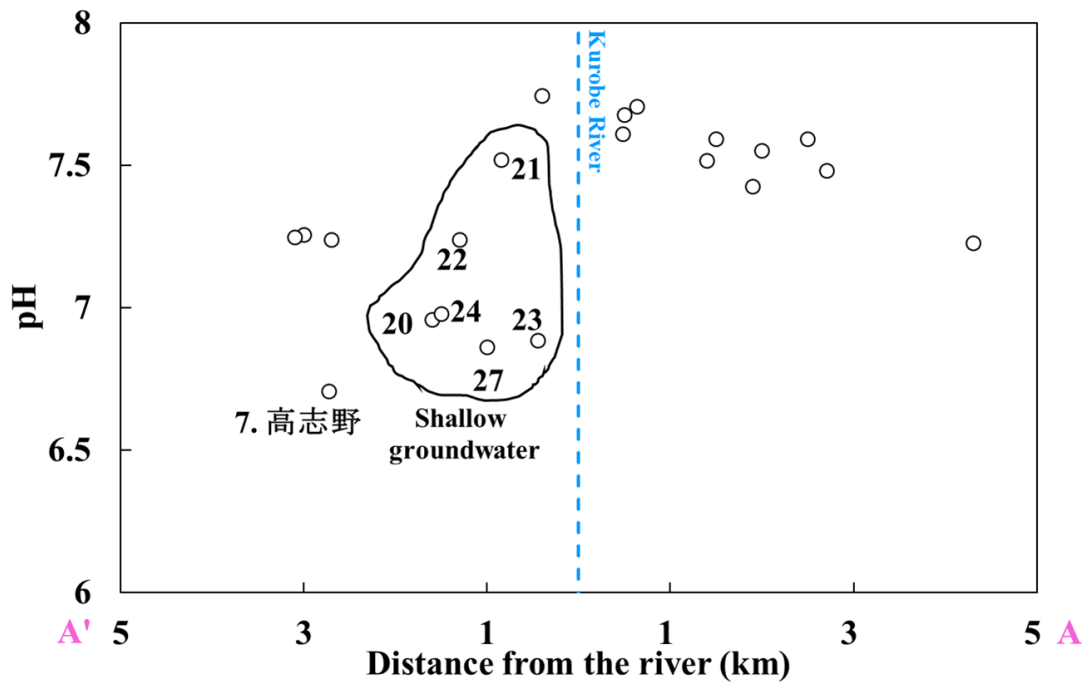 8
7.5
7
6.5
6
pH
Kurobe River
21
22
20
24
23
27
7. 高志野
Shallow
groundwater
A' 5 3 1 1 3 5 A
Distance from the river (km)